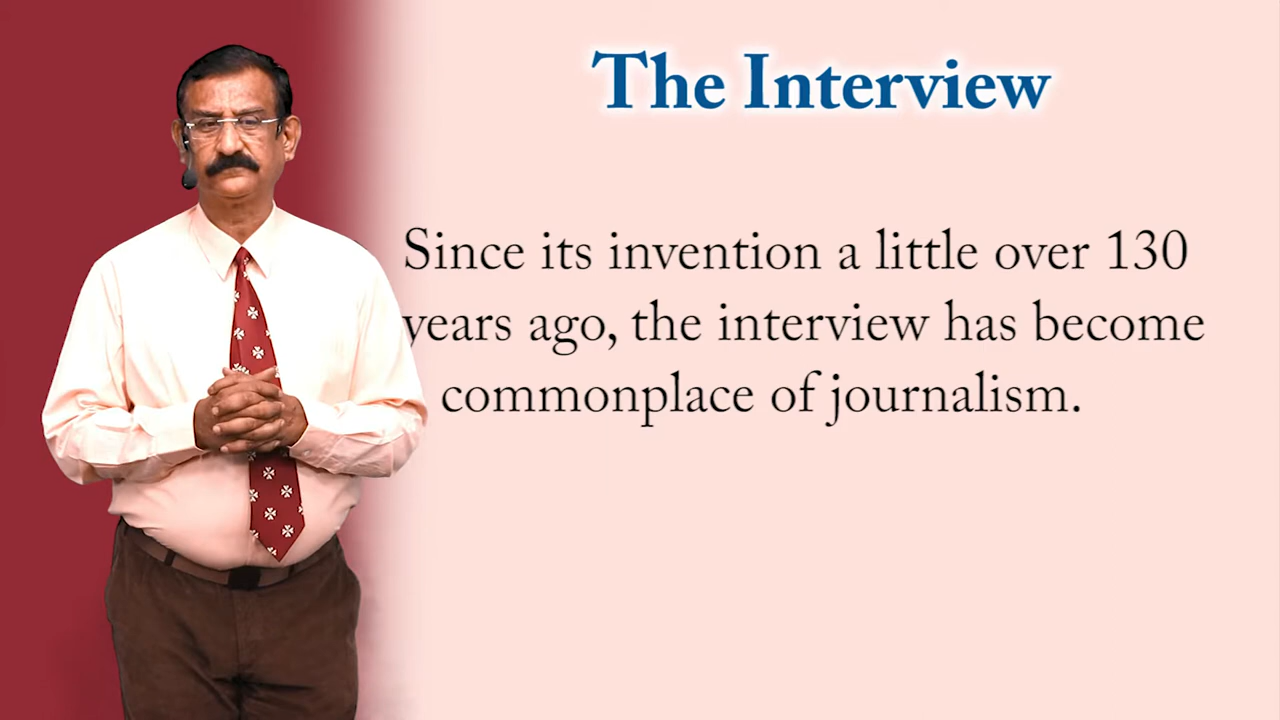 The Interview
Since its invention a little over 130
years ago, the interview has become
commonplace of journalism.